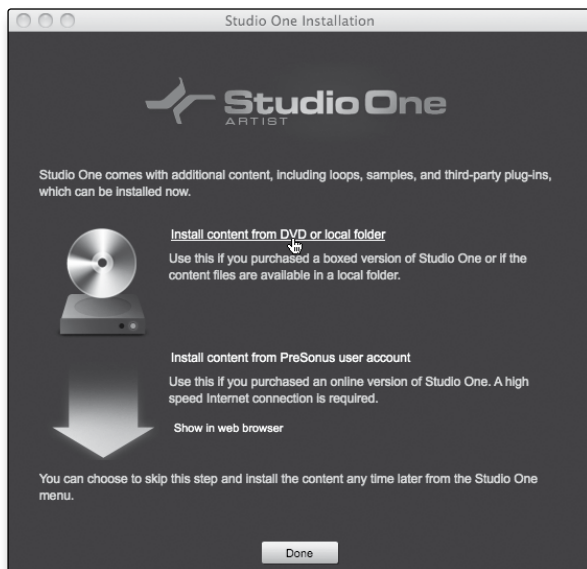 Studio One Installation
Studio One
ARTIST
Studio One comes with additional content, including loops, samples, and third-party plug-ins,
which can be installed now.
Install content from DVD or local folder
Use this if you purchased a boxed version of Studio One or if the
content files are available in a local folder.
Install content from PreSonus user account
Use this if you purchased an online version of Studio One. A high
speed Internet connection is required.
Show in web browser
You can choose to skip this step and install the content any time later from the Studio One
menu.
Done